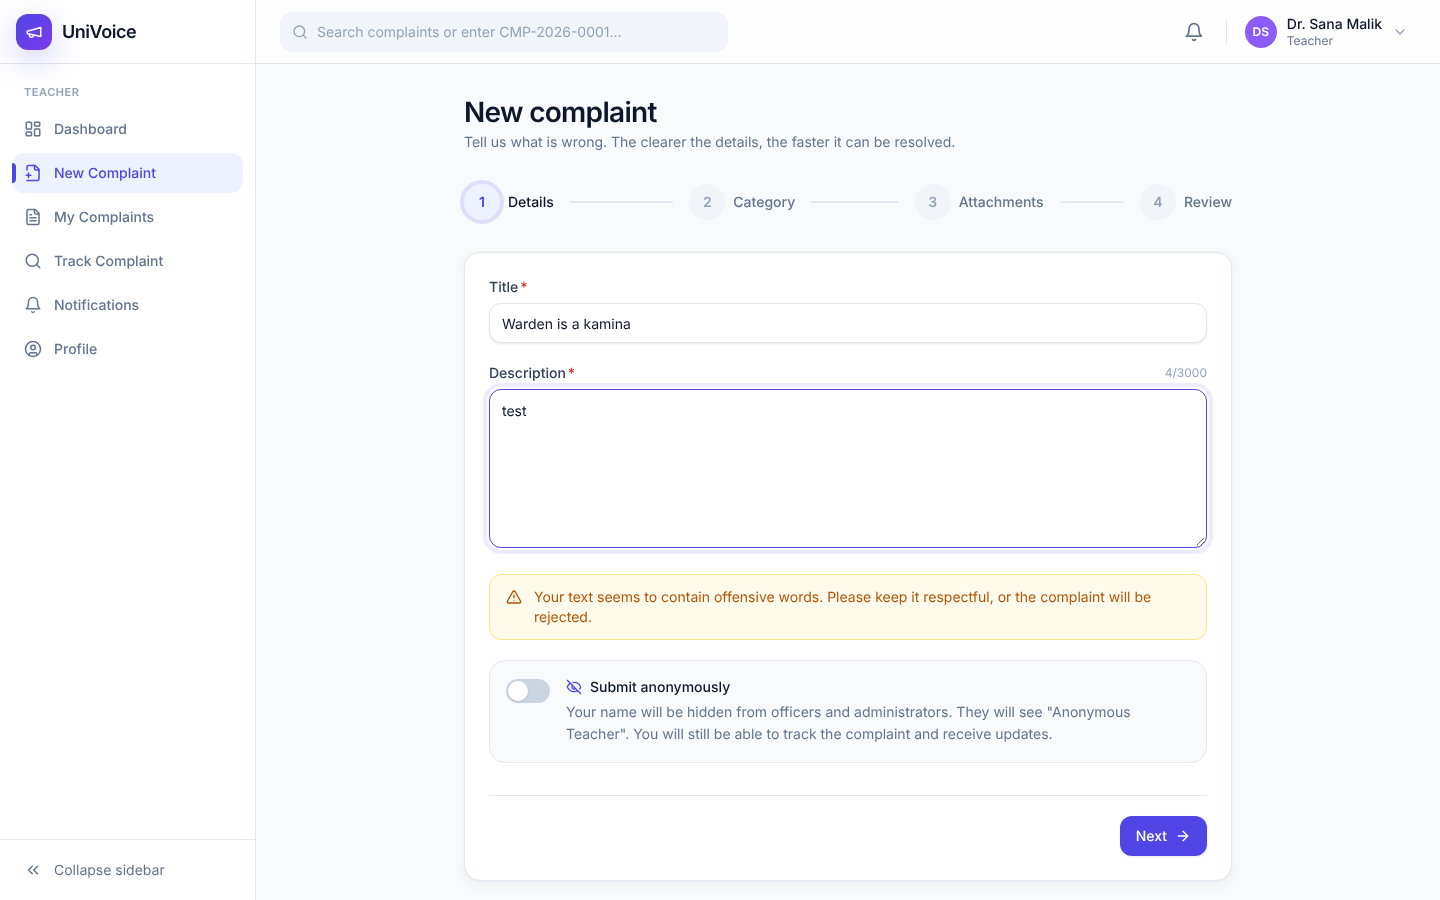 UniVoice
Search complaints or enter CMP-2026-0001...
DS
Dr. Sana Malik
Teacher
TEACHER
Dashboard
New Complaint
My Complaints
Track Complaint
Notifications
Profile
Collapse sidebar
New complaint
Tell us what is wrong. The clearer the details, the faster it can be resolved.
1 Details
2 Category
3 Attachments
4 Review
Title *
Warden is a kamina
Description *
4/3000
test
Your text seems to contain offensive words. Please keep it respectful, or the complaint will be
rejected.
Submit anonymously
Your name will be hidden from officers and administrators. They will see "Anonymous
Teacher". You will still be able to track the complaint and receive updates.
Next